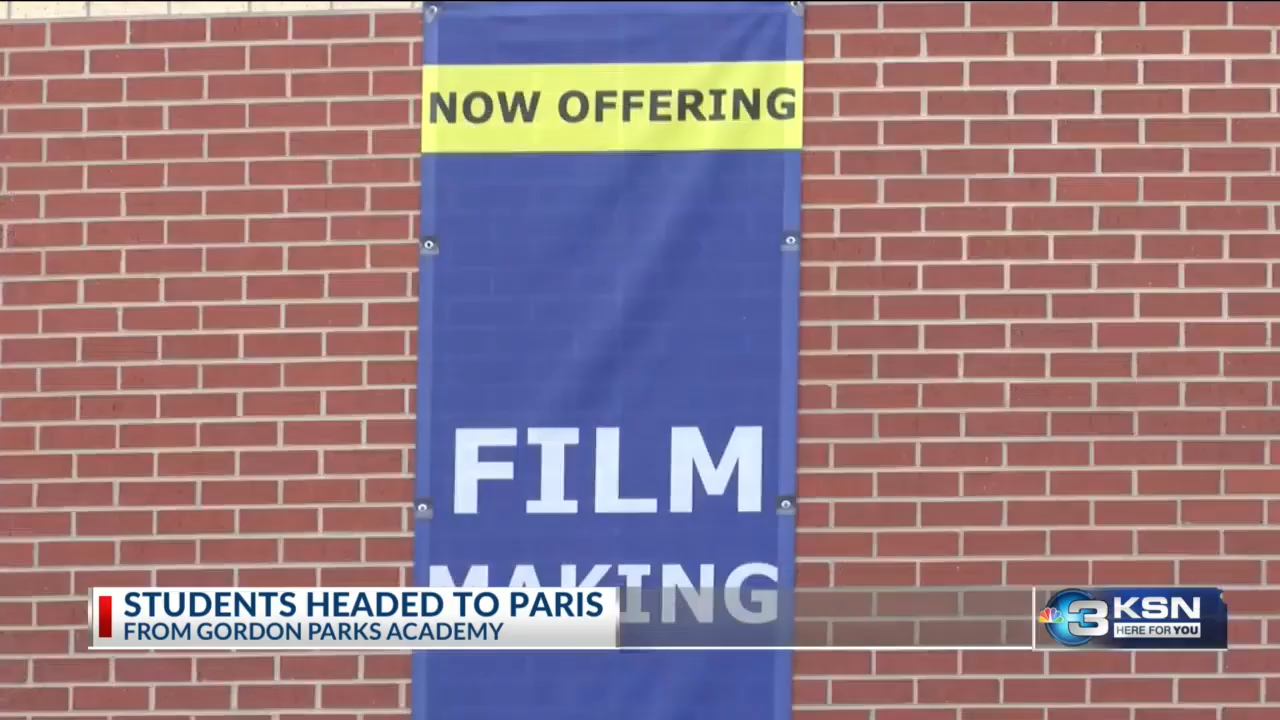 NOW OFFERING
FILM
MAKING
STUDENTS HEADED TO PARIS
FROM GORDON PARKS ACADEMY
3 KSN
HERE FOR YOU